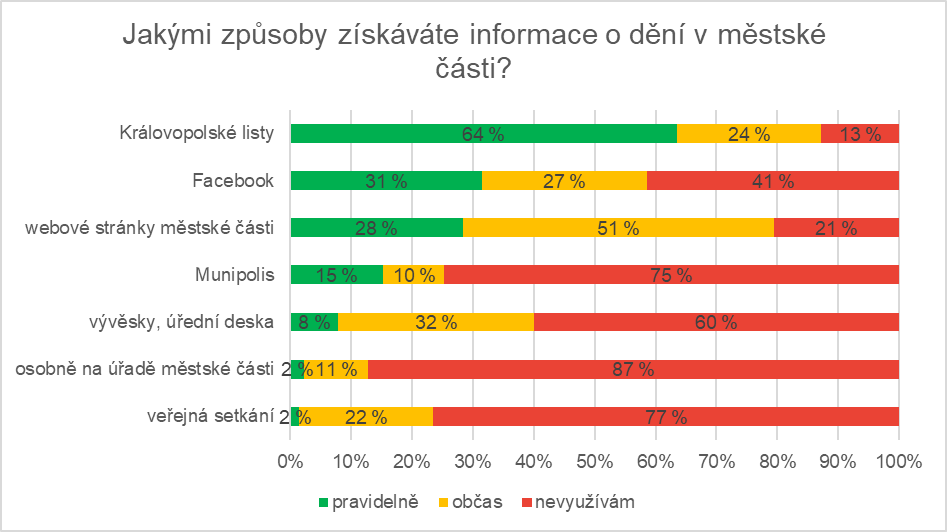 Jakými způsoby získáváte informace o dění v městské
části?
Královopolské listy 64 % 24 % 13 %
Facebook 31 % 27 % 41 %
webové stránky městské části 28 % 51 % 21 %
Munipolis 15 % 10 % 75 %
vývěsky, úřední deska 8 % 32 % 60 %
osobně na úřadě městské části 2 % 11 % 87 %
veřejná setkání 2 % 22 % 77 %
0% 10% 20% 30% 40% 50% 60% 70% 80% 90% 100%
pravidelně občas nevyužívám